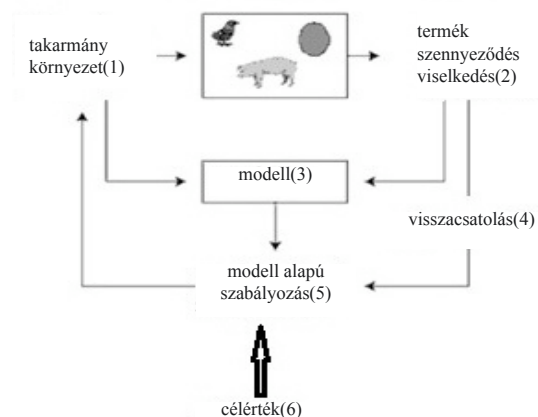 takarmány
környezet(1)
termék
szennyeződés
viselkedés(2)
modell(3)
visszacsatolás(4)
modell alapú
szabályozás(5)
célérték(6)